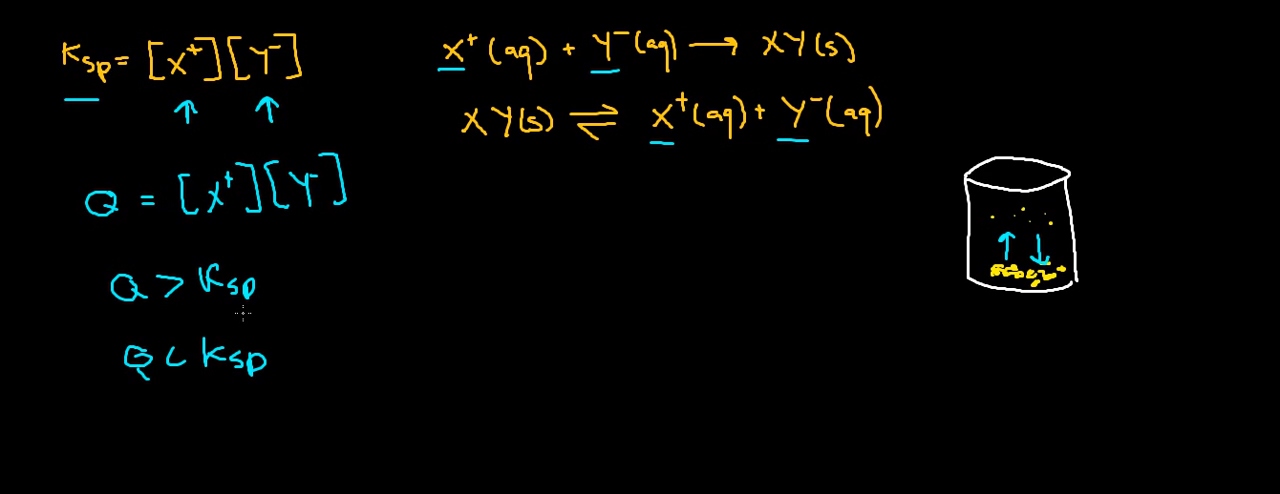 Ksp = [X⁺][Y⁻]
X⁺(aq) + Y⁻(aq) → XY(s)
XY(s) ⇌ X⁺(aq) + Y⁻(aq)
Q = [X⁺][Y⁻]
Q > Ksp
Q < Ksp